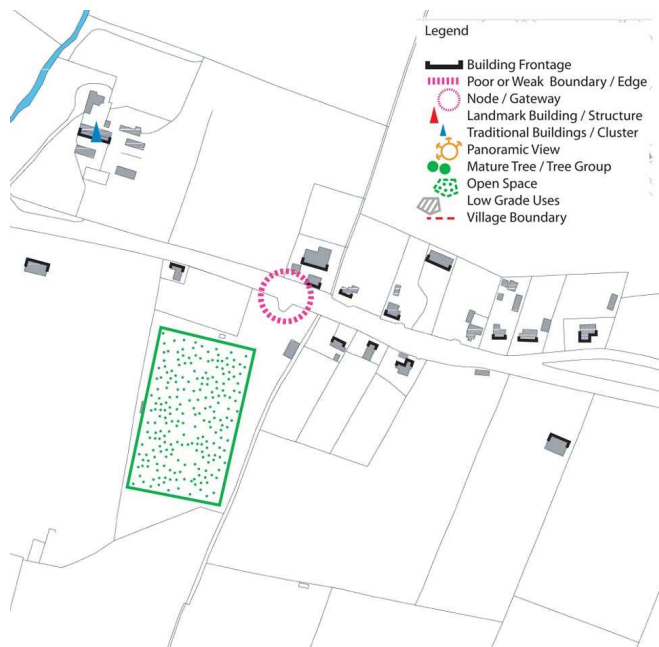 Legend
Building Frontage
Poor or Weak Boundary / Edge
Node / Gateway
Landmark Building / Structure
Traditional Buildings / Cluster
Panoramic View
Mature Tree / Tree Group
Open Space
Low Grade Uses
Village Boundary